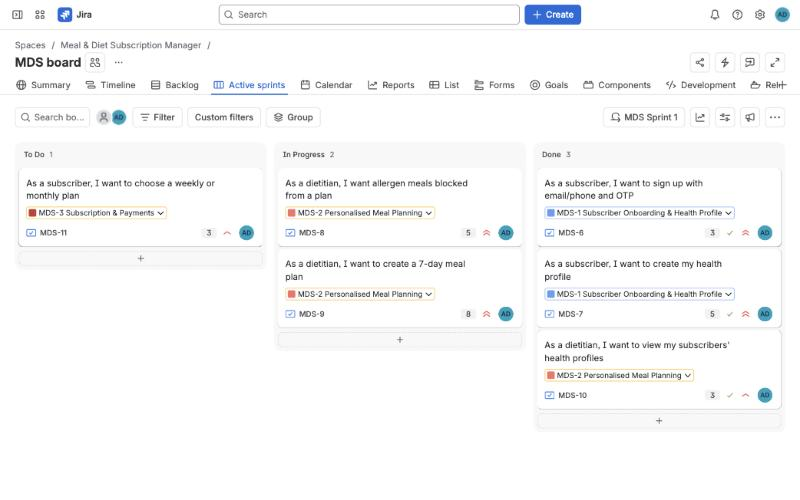 Jira
Search
+ Create
AD
Spaces / Meal & Diet Subscription Manager /
MDS board
Summary Timeline Backlog Active sprints Calendar Reports List Forms Goals Components Development
Search bo... AD Filter Custom filters Group MDS Sprint 1
To Do 1
As a subscriber, I want to choose a weekly or
monthly plan
MDS-3 Subscription & Payments
MDS-11 3 AD
+
In Progress 2
As a dietitian, I want allergen meals blocked
from a plan
MDS-2 Personalised Meal Planning
MDS-8 5 AD
As a dietitian, I want to create a 7-day meal
plan
MDS-2 Personalised Meal Planning
MDS-9 8 AD
+
Done 3
As a subscriber, I want to sign up with
email/phone and OTP
MDS-1 Subscriber Onboarding & Health Profile
MDS-6 3 AD
As a subscriber, I want to create my health
profile
MDS-1 Subscriber Onboarding & Health Profile
MDS-7 5 AD
As a dietitian, I want to view my subscribers'
health profiles
MDS-2 Personalised Meal Planning
MDS-10 3 AD
+